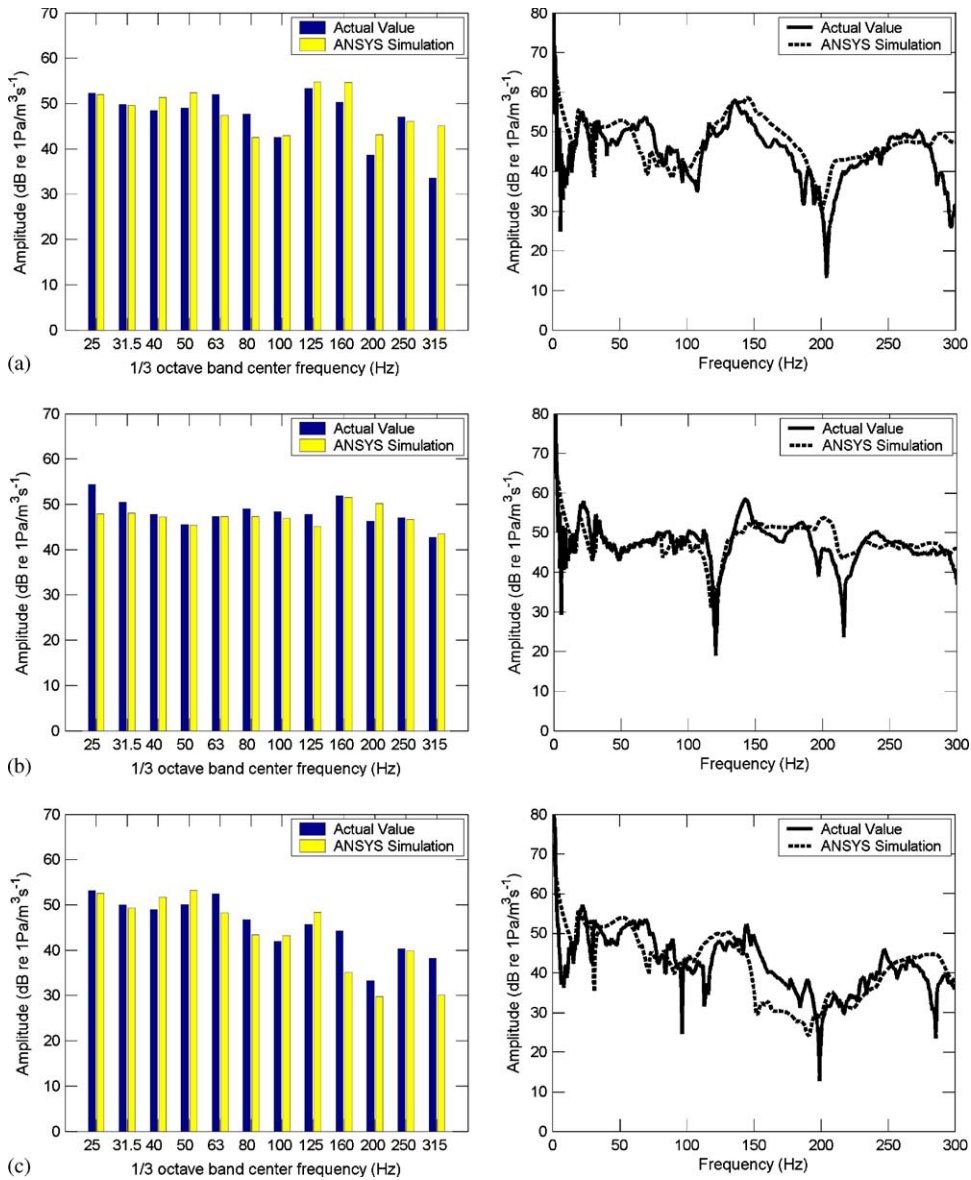 80
70
60
50
40
30
20
10
0
Amplitude (dB re 1Pa/m³s⁻¹)
Actual Value
ANSYS Simulation
25 31.5 40 50 63 80 100 125 160 200 250 315
1/3 octave band center frequency (Hz)
(a)
80
70
60
50
40
30
20
10
0
Amplitude (dB re 1Pa/m³s⁻¹)
Actual Value
ANSYS Simulation
0 50 100 150 200 250 300
Frequency (Hz)
70
60
50
40
30
20
10
0
Amplitude (dB re 1Pa/m³s⁻¹)
Actual Value
ANSYS Simulation
25 31.5 40 50 63 80 100 125 160 200 250 315
1/3 octave band center frequency (Hz)
(b)
80
70
60
50
40
30
20
10
0
Amplitude (dB re 1Pa/m³s⁻¹)
Actual Value
ANSYS Simulation
0 50 100 150 200 250 300
Frequency (Hz)
70
60
50
40
30
20
10
0
Amplitude (dB re 1Pa/m³s⁻¹)
Actual Value
ANSYS Simulation
25 31.5 40 50 63 80 100 125 160 200 250 315
1/3 octave band center frequency (Hz)
(c)
80
70
60
50
40
30
20
10
0
Amplitude (dB re 1Pa/m³s⁻¹)
Actual Value
ANSYS Simulation
0 50 100 150 200 250 300
Frequency (Hz)